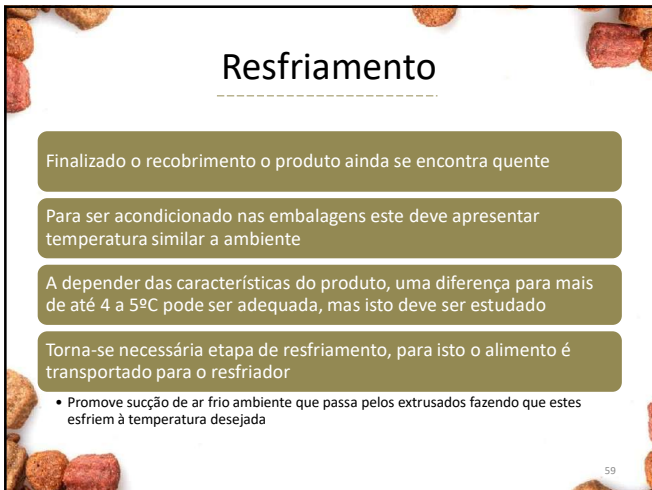 Resfriamento
Finalizado o recobrimento o produto ainda se encontra quente
Para ser acondicionado nas embalagens este deve apresentar
temperatura similar a ambiente
A depender das características do produto, uma diferença para mais
de até 4 a 5ºC pode ser adequada, mas isto deve ser estudado
Torna-se necessária etapa de resfriamento, para isto o alimento é
transportado para o resfriador
• Promove sucção de ar frio ambiente que passa pelos extrusados fazendo que estes
esfriem à temperatura desejada
59